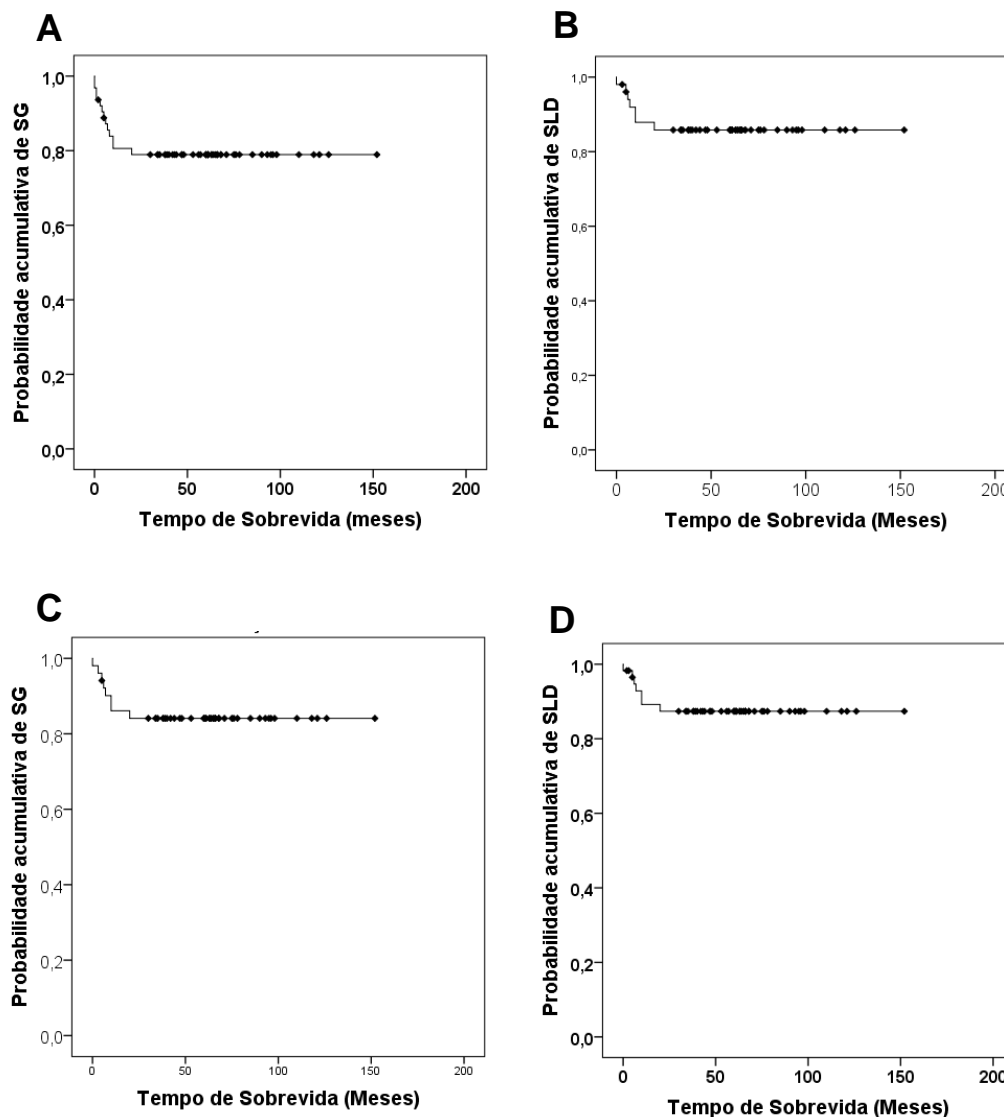 A
Probabilidade acumulativa de SG
1,0
0,8
0,6
0,4
0,2
0,0
0 50 100 150 200
Tempo de Sobrevida (meses)
B
Probabilidade acumulativa de SLD
1,0
0,8
0,6
0,4
0,2
0,0
0 50 100 150 200
Tempo de Sobrevida (Meses)
C
Probabilidade acumulativa de SG
1,0
0,8
0,6
0,4
0,2
0,0
0 50 100 150 200
Tempo de Sobrevida (Meses)
D
Probabilidade acumulativa de SLD
1,0
0,8
0,6
0,4
0,2
0,0
0 50 100 150 200
Tempo de Sobrevida (Meses)